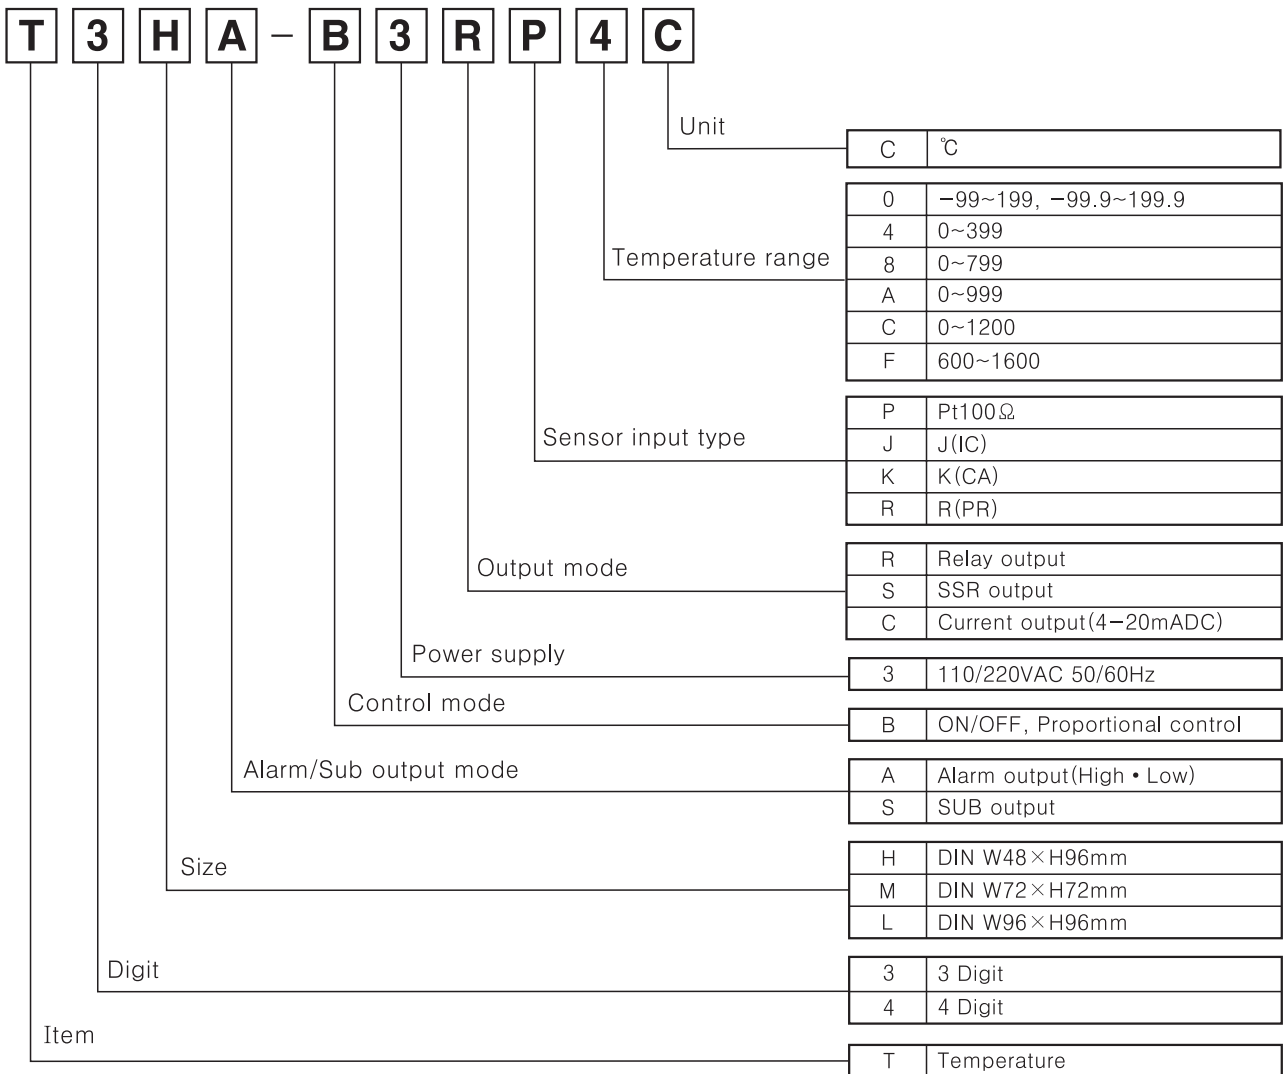 T 3 H A - B 3 R P 4 C
Unit
C ℃
Temperature range
0 −99~199, −99.9~199.9
4 0~399
8 0~799
A 0~999
C 0~1200
F 600~1600
Sensor input type
P Pt100Ω
J J(IC)
K K(CA)
R R(PR)
Output mode
R Relay output
S SSR output
C Current output(4−20mADC)
Power supply
3 110/220VAC 50/60Hz
Control mode
B ON/OFF, Proportional control
Alarm/Sub output mode
A Alarm output(High • Low)
S SUB output
Size
H DIN W48×H96mm
M DIN W72×H72mm
L DIN W96×H96mm
Digit
3 3 Digit
4 4 Digit
Item
T Temperature